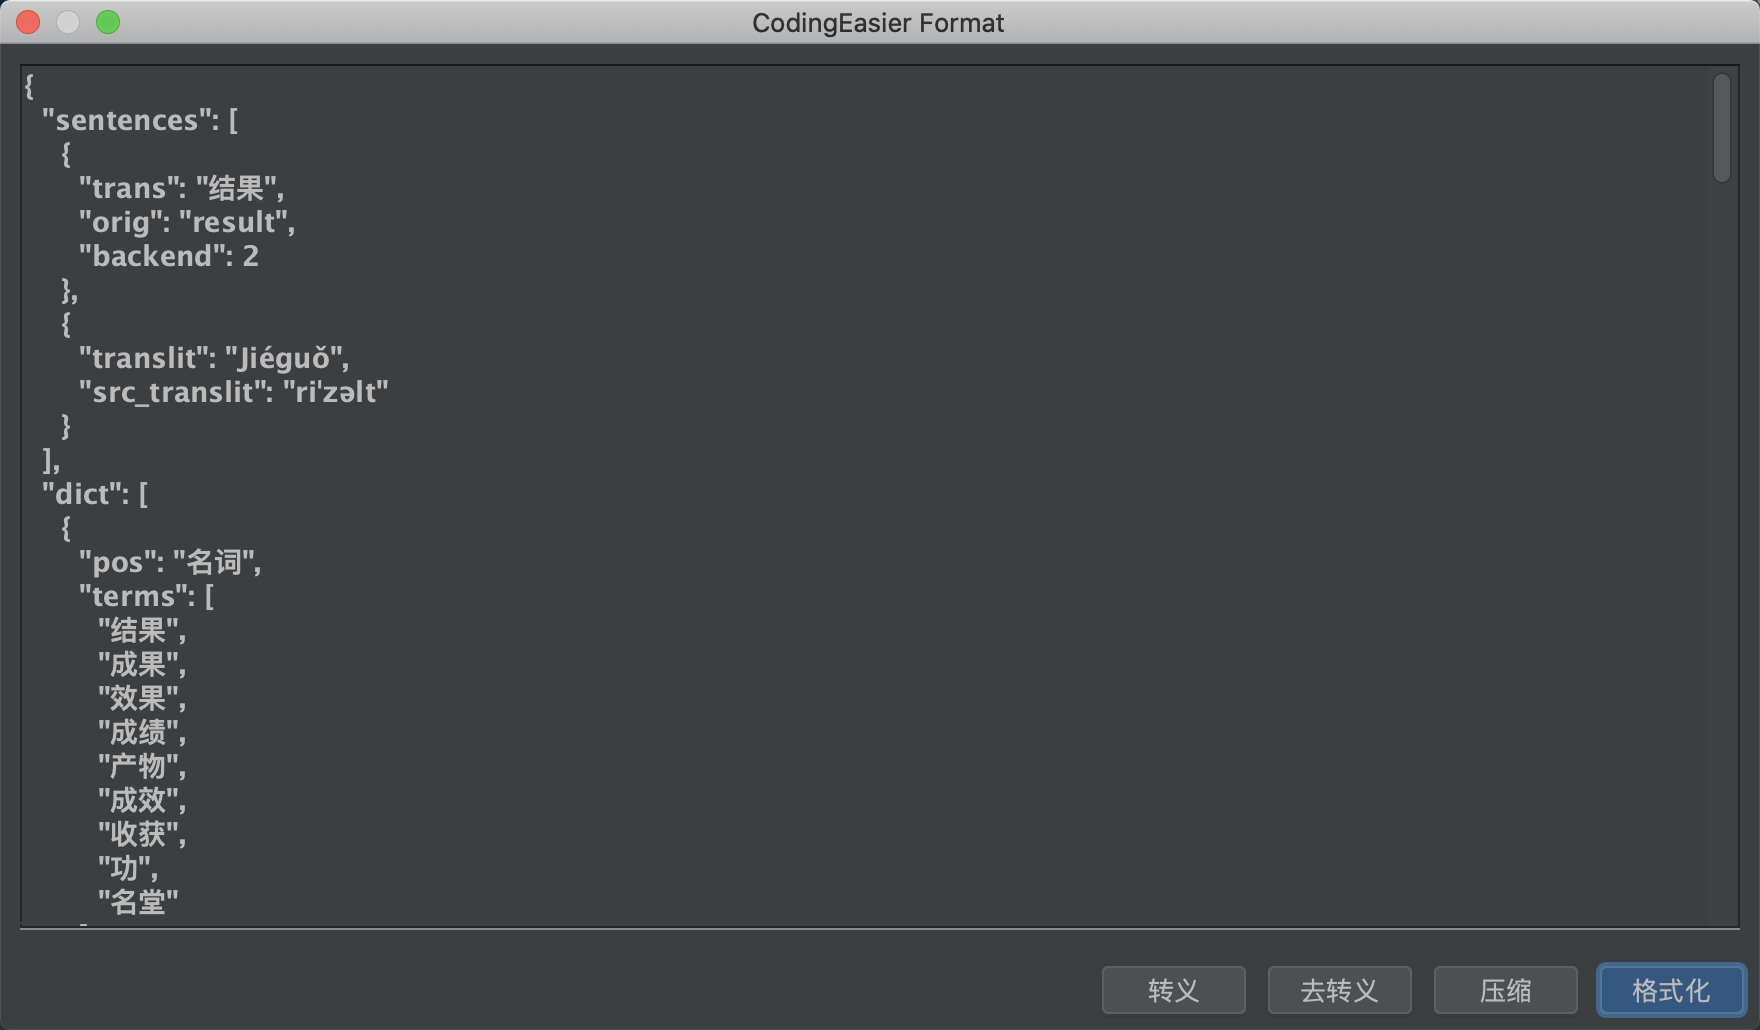 CodingEasier Format
{
"sentences": [
{
"trans": "结果",
"orig": "result",
"backend": 2
},
{
"translit": "Jiéguǒ",
"src_translit": "ri'zəlt"
}
],
"dict": [
{
"pos": "名词",
"terms": [
"结果",
"成果",
"效果",
"成绩",
"产物",
"成效",
"收获",
"功",
"名堂"
转义 去转义 压缩 格式化